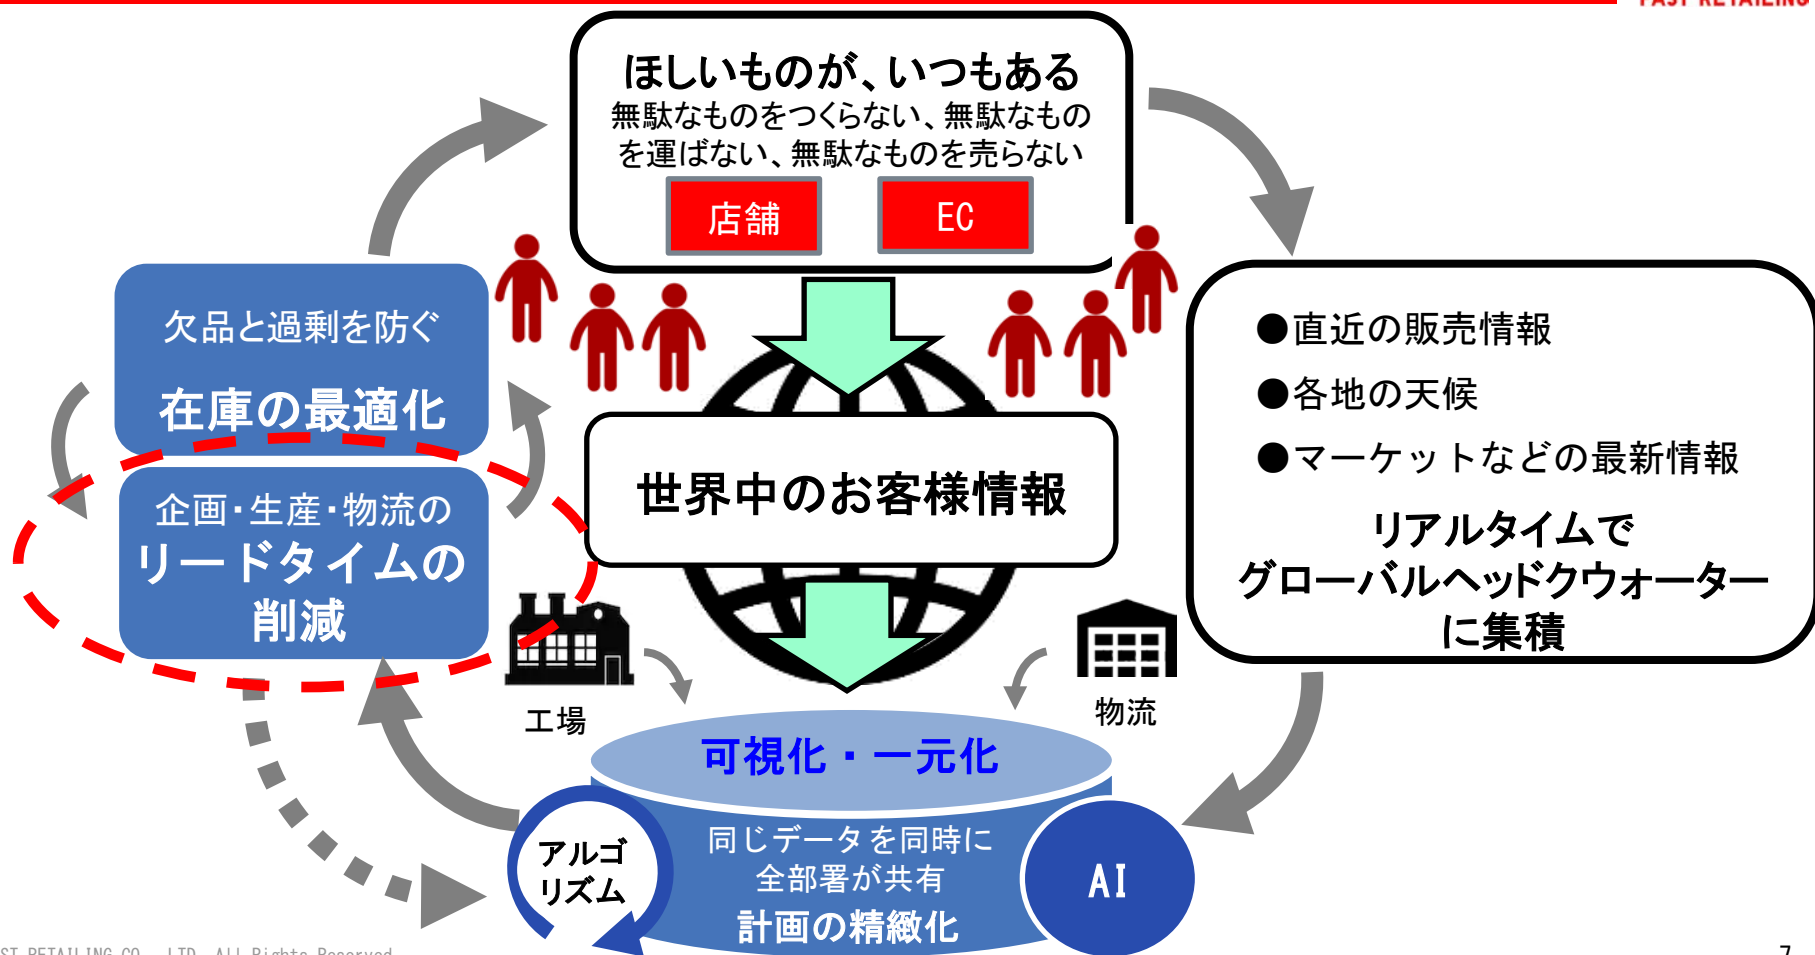 FAST RETAILING
ほしいものが、いつもある
無駄なものをつくらない、無駄なもの
を運ばない、無駄なものを売らない
店舗
EC
欠品と過剰を防ぐ
在庫の最適化
企画・生産・物流の
リードタイムの
削減
世界中のお客様情報
●直近の販売情報
●各地の天候
●マーケットなどの最新情報
リアルタイムで
グローバルヘッドクウォーター
に集積
工場
物流
可視化・一元化
同じデータを同時に
全部署が共有
計画の精緻化
アルゴ
リズム
AI
ST RETAILING CO., LTD. All Rights Reserved.
7